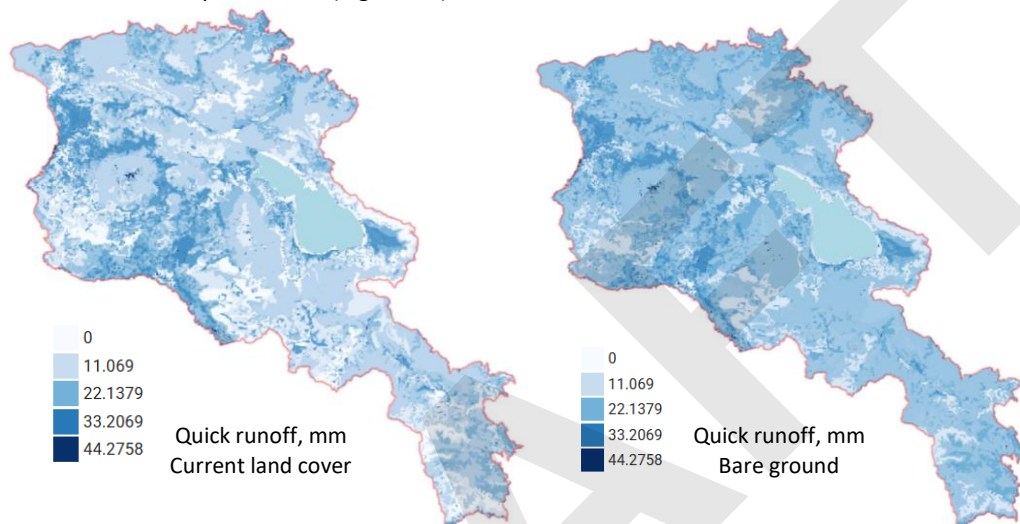 0
11.069
22.1379
33.2069
44.2758
Quick runoff, mm
Current land cover
0
11.069
22.1379
33.2069
44.2758
Quick runoff, mm
Bare ground